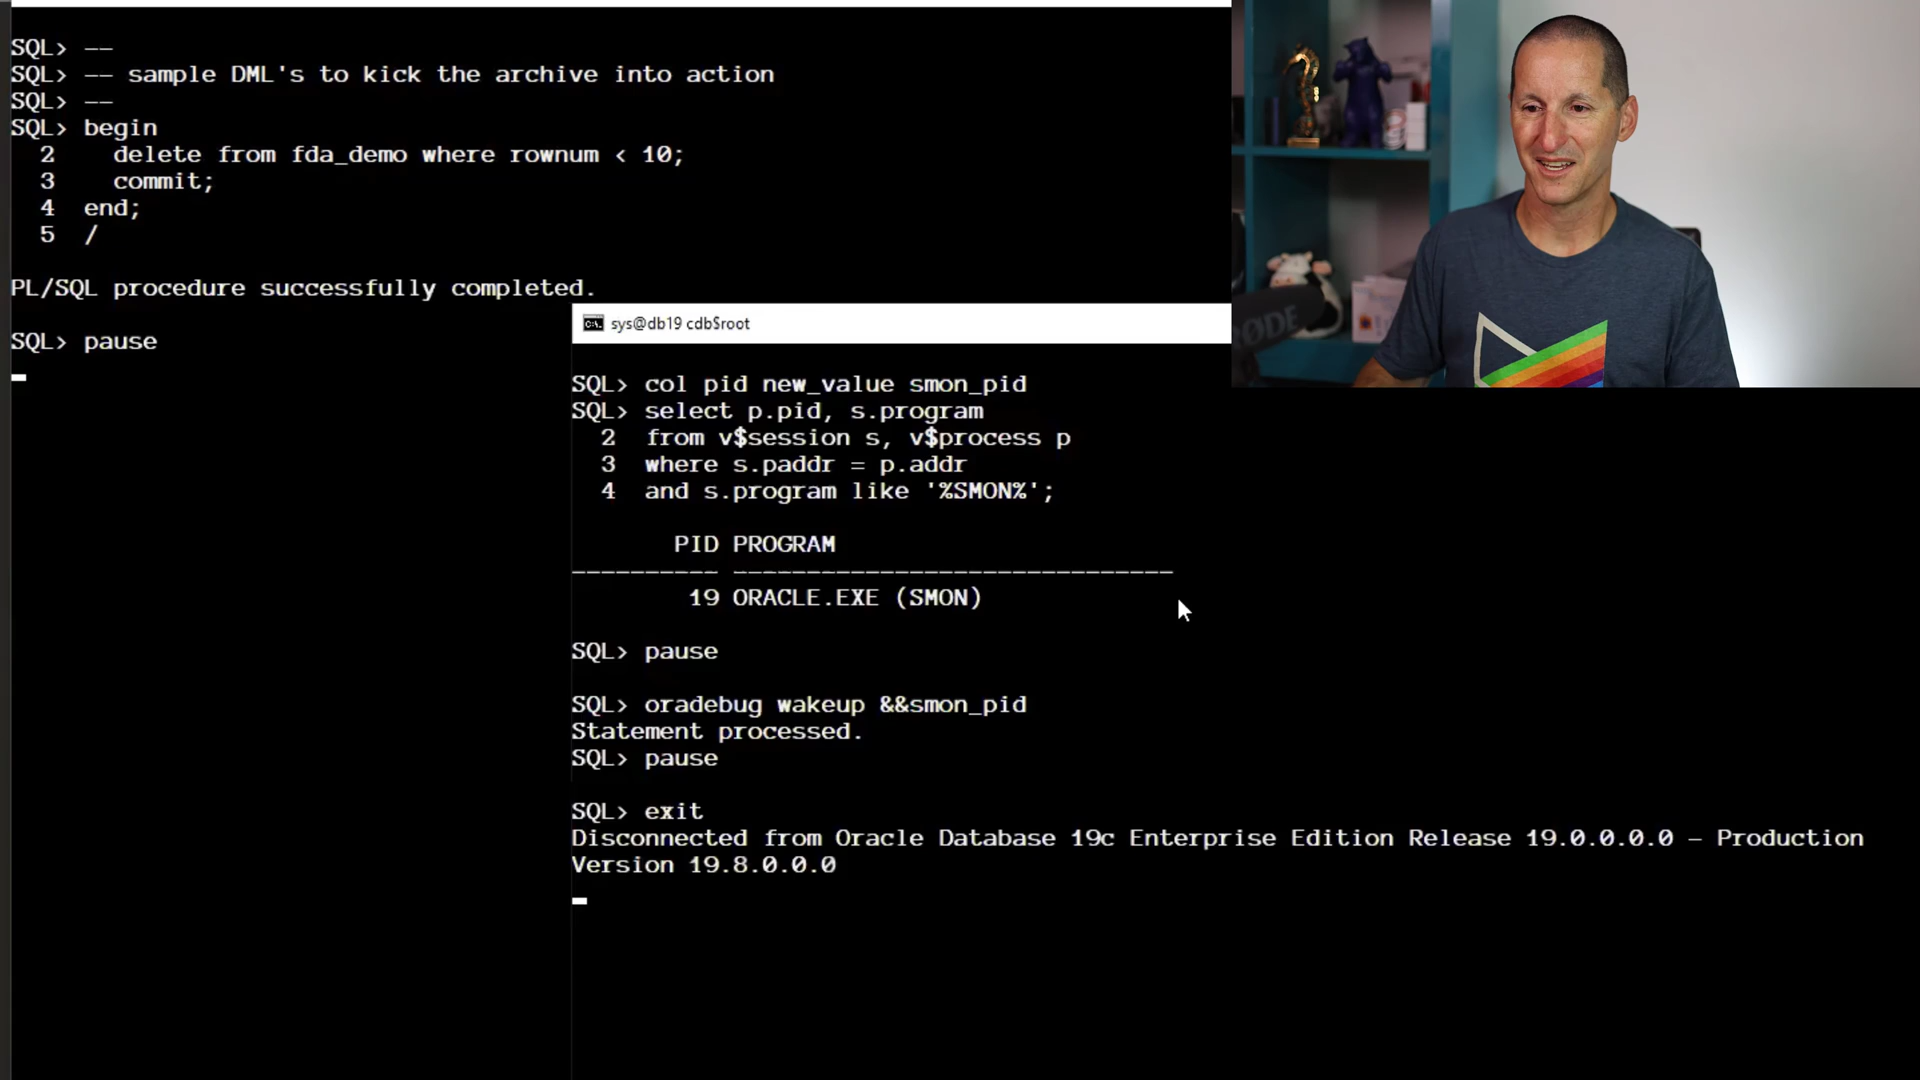 SQL> --
SQL> -- sample DML's to kick the archive into action
SQL> --
SQL> begin
2 delete from fda_demo where rownum < 10;
3 commit;
4 end;
5 /
PL/SQL procedure successfully completed.
SQL> pause
sys@db19 cdb$root
SQL> col pid new_value smon_pid
SQL> select p.pid, s.program
2 from v$session s, v$process p
3 where s.paddr = p.addr
4 and s.program like '%SMON%';
PID PROGRAM
---------- ------------------------------
19 ORACLE.EXE (SMON)
SQL> pause
SQL> oradebug wakeup &&smon_pid
Statement processed.
SQL> pause
SQL> exit
Disconnected from Oracle Database 19c Enterprise Edition Release 19.0.0.0.0 - Production
Version 19.8.0.0.0
RØDE